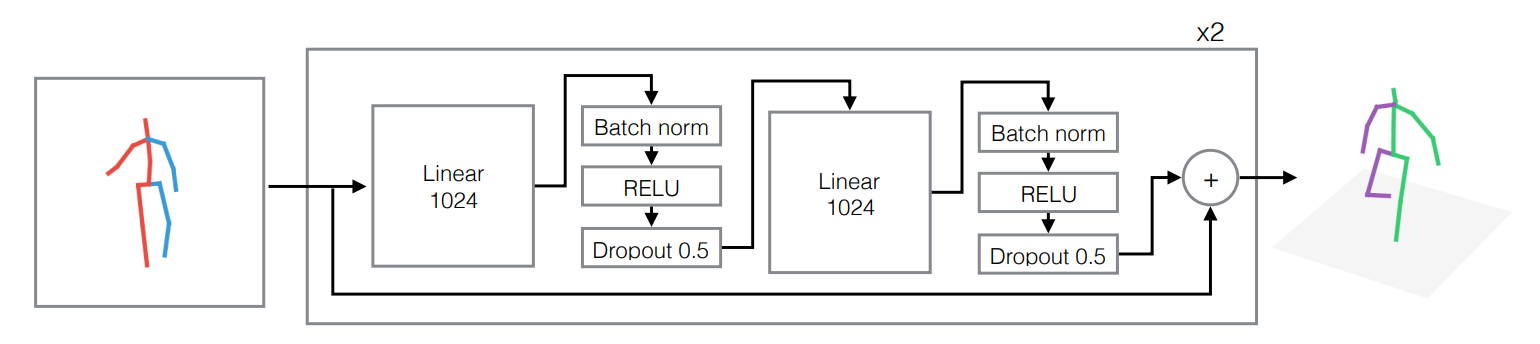 x2
Linear
1024
Batch norm
RELU
Dropout 0.5
Linear
1024
Batch norm
RELU
Dropout 0.5
+